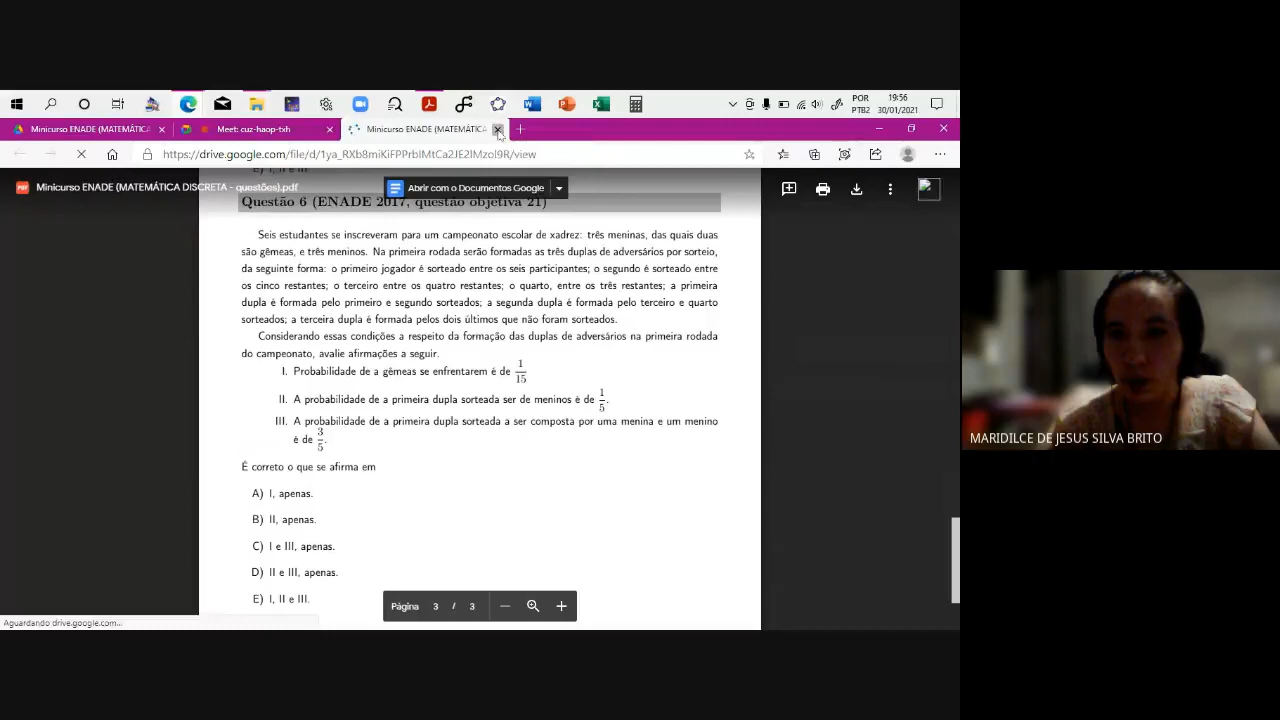 POR
PTB2
19:56
30/01/2021
Minicurso ENADE (MATEMÁTICA
Meet: cuz-haop-txh
Minicurso ENADE (MATEMÁTICA
https://drive.google.com/file/d/1ya_RXb8miKiFPPrbIMtCa2JE2lMzol9R/view
E) I, II e III.
Minicurso ENADE (MATEMÁTICA DISCRETA - questões).pdf
Abrir com o Documentos Google
Questão 6 (ENADE 2017, questão objetiva 21)
Seis estudantes se inscreveram para um campeonato escolar de xadrez: três meninas, das quais duas
são gêmeas, e três meninos. Na primeira rodada serão formadas as três duplas de adversários por sorteio,
da seguinte forma: o primeiro jogador é sorteado entre os seis participantes; o segundo é sorteado entre
os cinco restantes; o terceiro entre os quatro restantes; o quarto, entre os três restantes; a primeira
dupla é formada pelo primeiro e segundo sorteados; a segunda dupla é formada pelo terceiro e quarto
sorteados; a terceira dupla é formada pelos dois últimos que não foram sorteados.
Considerando essas condições a respeito da formação das duplas de adversários na primeira rodada
do campeonato, avalie afirmações a seguir.
I. Probabilidade de a gêmeas se enfrentarem é de 1/15
II. A probabilidade de a primeira dupla sorteada ser de meninos é de 1/5.
III. A probabilidade de a primeira dupla sorteada a ser composta por uma menina e um menino
é de 3/5.
É correto o que se afirma em
A) I, apenas.
B) II, apenas.
C) I e III, apenas.
D) II e III, apenas.
E) I, II e III.
Página 3 / 3
Aguardando drive.google.com...
MARIDILCE DE JESUS SILVA BRITO